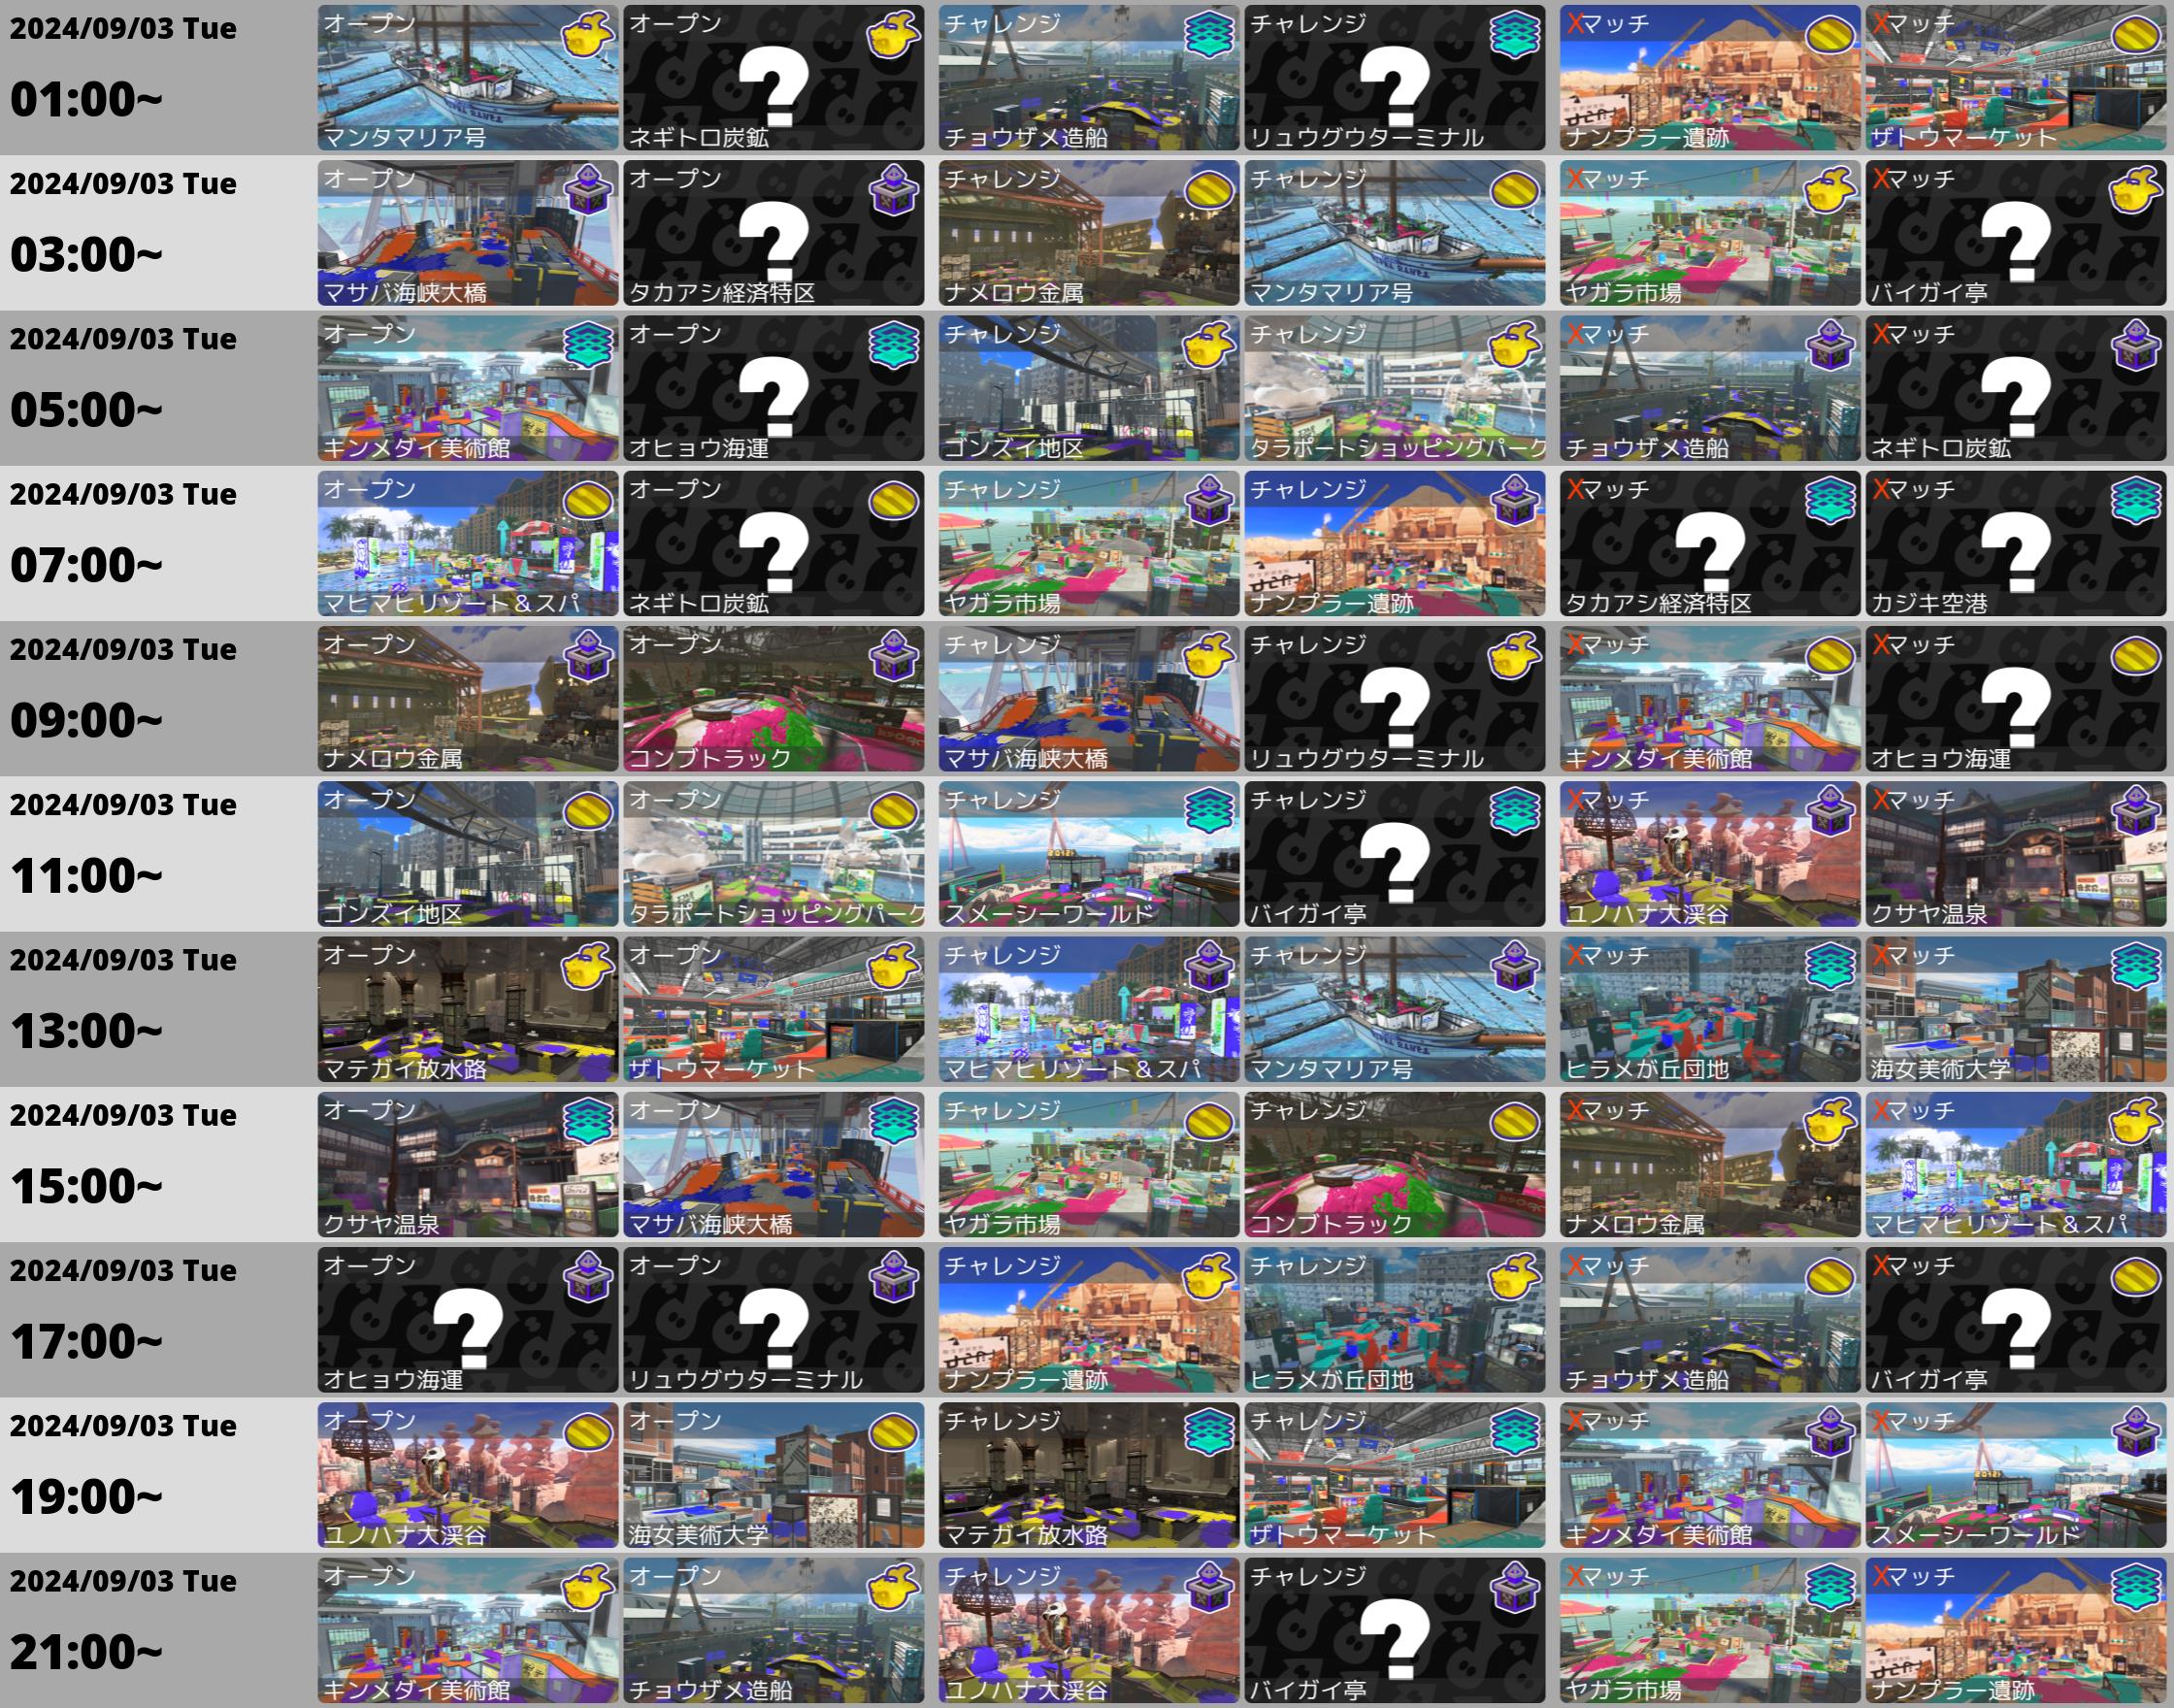 2024/09/03 Tue
01:00~
オープン
マンタマリア号
オープン
ネギトロ炭鉱
チャレンジ
チョウザメ造船
チャレンジ
リュウグウターミナル
Xマッチ
ナンプラー遺跡
Xマッチ
ザトウマーケット
2024/09/03 Tue
03:00~
オープン
マサバ海峡大橋
オープン
タカアシ経済特区
チャレンジ
ナメロウ金属
チャレンジ
マンタマリア号
Xマッチ
ヤガラ市場
Xマッチ
バイガイ亭
2024/09/03 Tue
05:00~
オープン
キンメダイ美術館
オープン
オヒョウ海運
チャレンジ
ゴンズイ地区
チャレンジ
タラポートショッピングパーク
Xマッチ
チョウザメ造船
Xマッチ
ネギトロ炭鉱
2024/09/03 Tue
07:00~
オープン
マヒマヒリゾート&スパ
オープン
ネギトロ炭鉱
チャレンジ
ヤガラ市場
チャレンジ
ナンプラー遺跡
Xマッチ
タカアシ経済特区
Xマッチ
カジキ空港
2024/09/03 Tue
09:00~
オープン
ナメロウ金属
オープン
コンブトラック
チャレンジ
マサバ海峡大橋
チャレンジ
リュウグウターミナル
Xマッチ
キンメダイ美術館
Xマッチ
オヒョウ海運
2024/09/03 Tue
11:00~
オープン
ゴンズイ地区
オープン
タラポートショッピングパーク
チャレンジ
スメーシーワールド
チャレンジ
バイガイ亭
Xマッチ
ユノハナ大渓谷
Xマッチ
クサヤ温泉
2024/09/03 Tue
13:00~
オープン
マテガイ放水路
オープン
ザトウマーケット
チャレンジ
マヒマヒリゾート&スパ
チャレンジ
マンタマリア号
Xマッチ
ヒラメが丘団地
Xマッチ
海女美術大学
2024/09/03 Tue
15:00~
オープン
クサヤ温泉
オープン
マサバ海峡大橋
チャレンジ
ヤガラ市場
チャレンジ
コンブトラック
Xマッチ
ナメロウ金属
Xマッチ
マヒマヒリゾート&スパ
2024/09/03 Tue
17:00~
オープン
オヒョウ海運
オープン
リュウグウターミナル
チャレンジ
ナンプラー遺跡
チャレンジ
ヒラメが丘団地
Xマッチ
チョウザメ造船
Xマッチ
バイガイ亭
2024/09/03 Tue
19:00~
オープン
ユノハナ大渓谷
オープン
海女美術大学
チャレンジ
マテガイ放水路
チャレンジ
ザトウマーケット
Xマッチ
キンメダイ美術館
Xマッチ
スメーシーワールド
2024/09/03 Tue
21:00~
オープン
キンメダイ美術館
オープン
チョウザメ造船
チャレンジ
ユノハナ大渓谷
チャレンジ
バイガイ亭
Xマッチ
ヤガラ市場
Xマッチ
ナンプラー遺跡